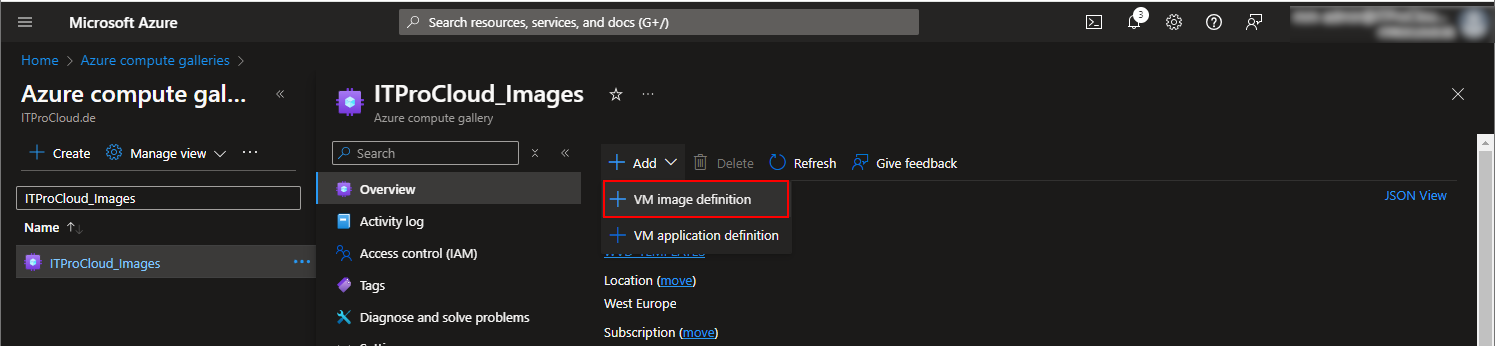 Microsoft Azure
Search resources, services, and docs (G+/)
3
Home > Azure compute galleries >
Azure compute gal... «
ITProCloud.de
+ Create Manage view ...
ITProCloud_Images
Name ↑↓
ITProCloud_Images ...
ITProCloud_Images ...
Azure compute gallery
Search «
Overview
Activity log
Access control (IAM)
Tags
Diagnose and solve problems
+ Add Delete Refresh Give feedback
+ VM image definition
+ VM application definition
JSON View
Location (move)
West Europe
Subscription (move)